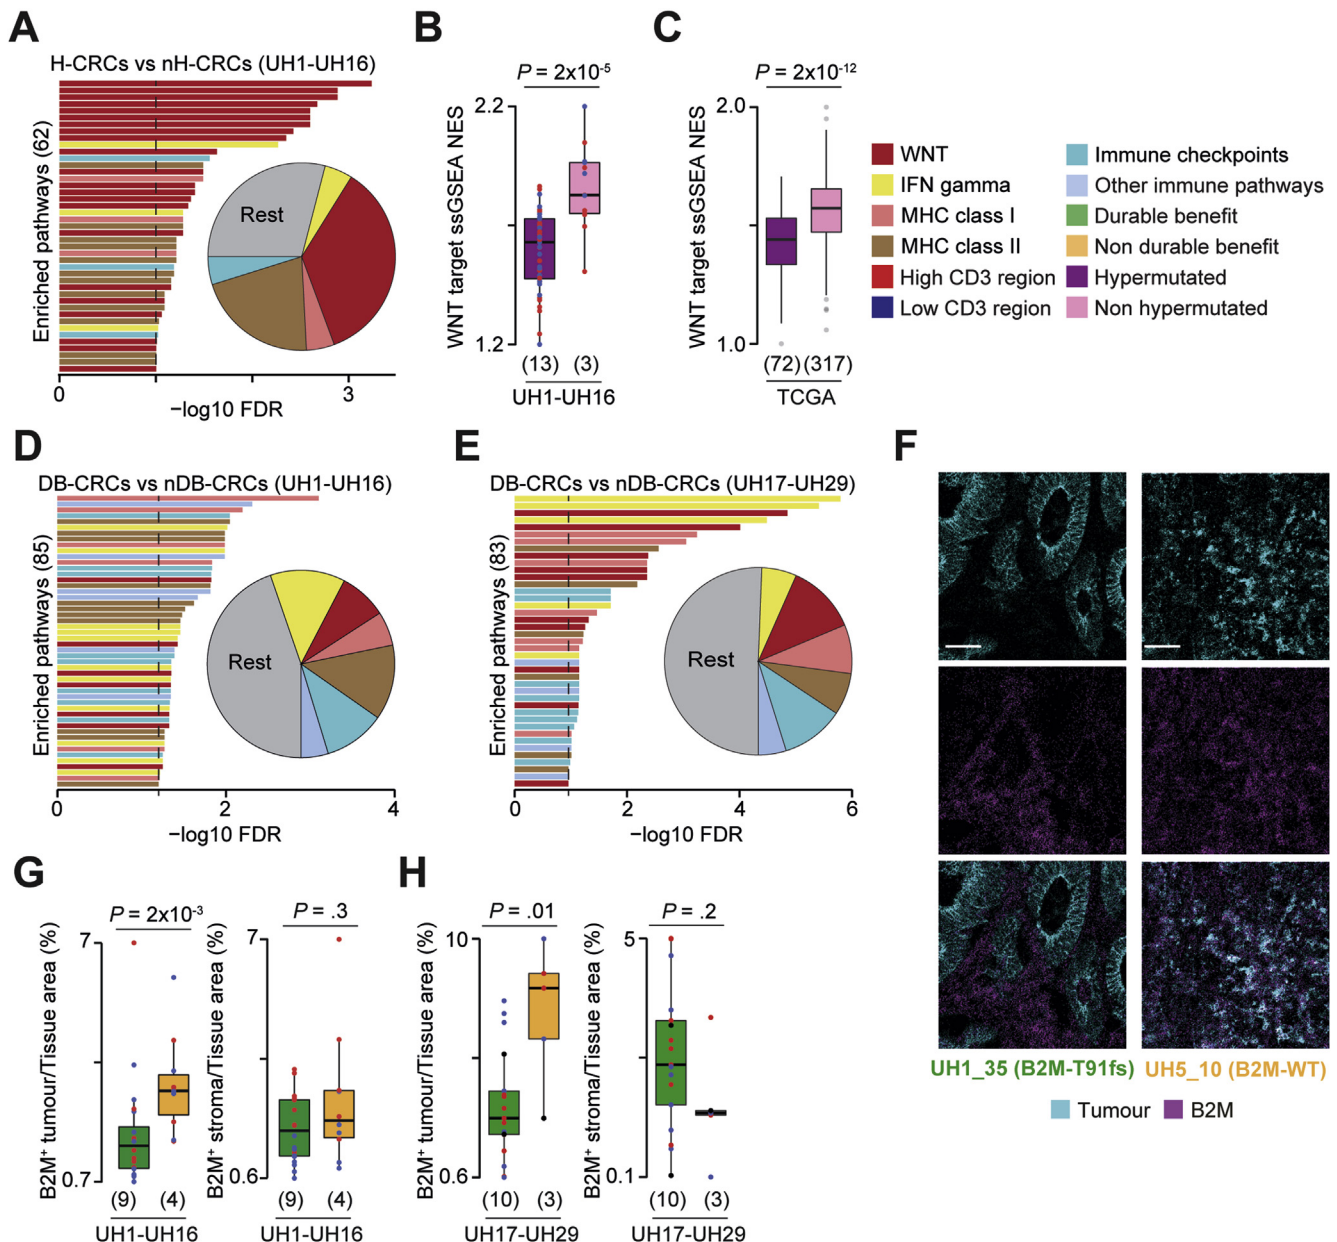 A
H-CRCs vs nH-CRCs (UH1-UH16)
Enriched pathways (62)
Rest
0
3
−log10 FDR
B
P = 2x10-5
WNT target ssGSEA NES
2.2
1.2
(13)
(3)
UH1-UH16
C
P = 2x10-12
WNT target ssGSEA NES
2.0
1.0
(72)
(317)
TCGA
WNT
IFN gamma
MHC class I
MHC class II
High CD3 region
Low CD3 region
Immune checkpoints
Other immune pathways
Durable benefit
Non durable benefit
Hypermutated
Non hypermutated
D
DB-CRCs vs nDB-CRCs (UH1-UH16)
Enriched pathways (85)
Rest
0
2
4
−log10 FDR
E
DB-CRCs vs nDB-CRCs (UH17-UH29)
Enriched pathways (83)
Rest
0
2
4
6
−log10 FDR
F
UH1_35 (B2M-T91fs)
UH5_10 (B2M-WT)
Tumour
B2M
G
P = 2x10-3
B2M+ tumour/Tissue area (%)
7
0.7
(9)
(4)
UH1-UH16
P = .3
B2M+ stroma/Tissue area (%)
7
0.6
(9)
(4)
UH1-UH16
H
P = .01
B2M+ tumour/Tissue area (%)
10
0.6
(10)
(3)
UH17-UH29
P = .2
B2M+ stroma/Tissue area (%)
5
0.1
(10)
(3)
UH17-UH29